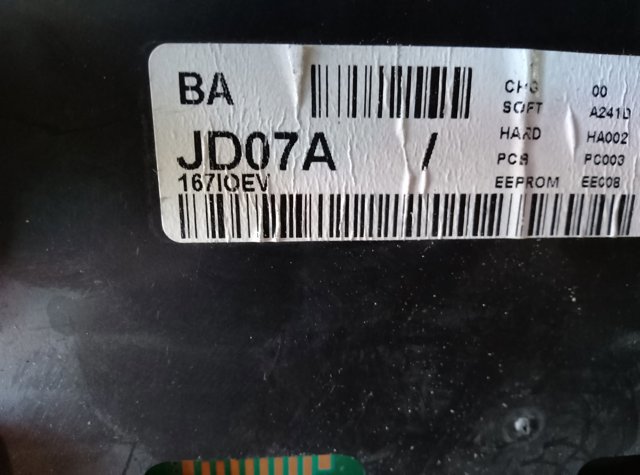 BA
CHG 00
SOFT A241D
JD07A /
HARD HA002
PCB PC003
167IOEV
EEPROM EE008